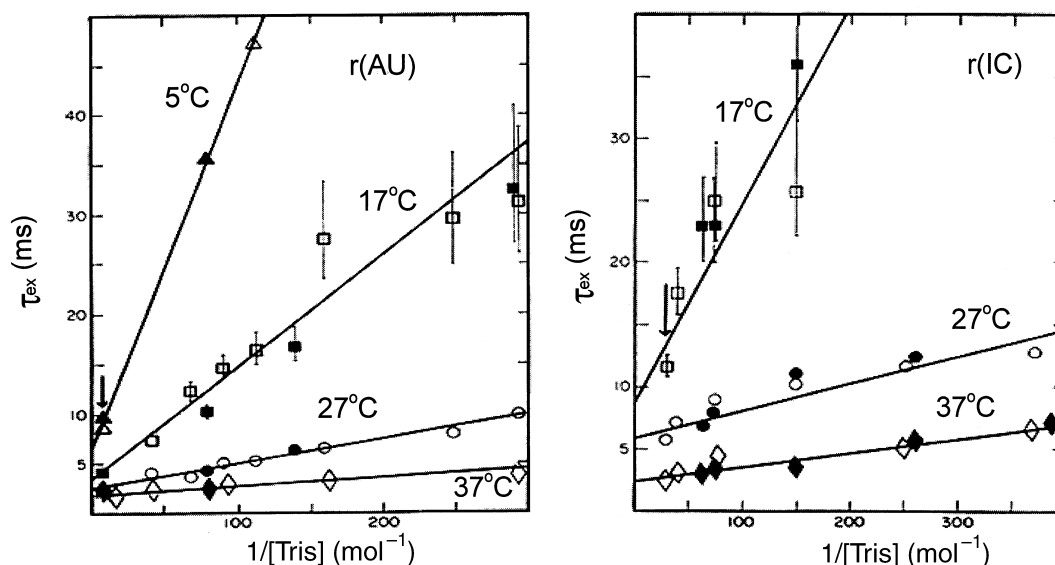 r(AU)
5°C
17°C
27°C
37°C
40
30
20
10
5
100
200
τex (ms)
1/[Tris] (mol⁻¹)
r(IC)
17°C
27°C
37°C
30
20
10
5
100
200
300
τex (ms)
1/[Tris] (mol⁻¹)